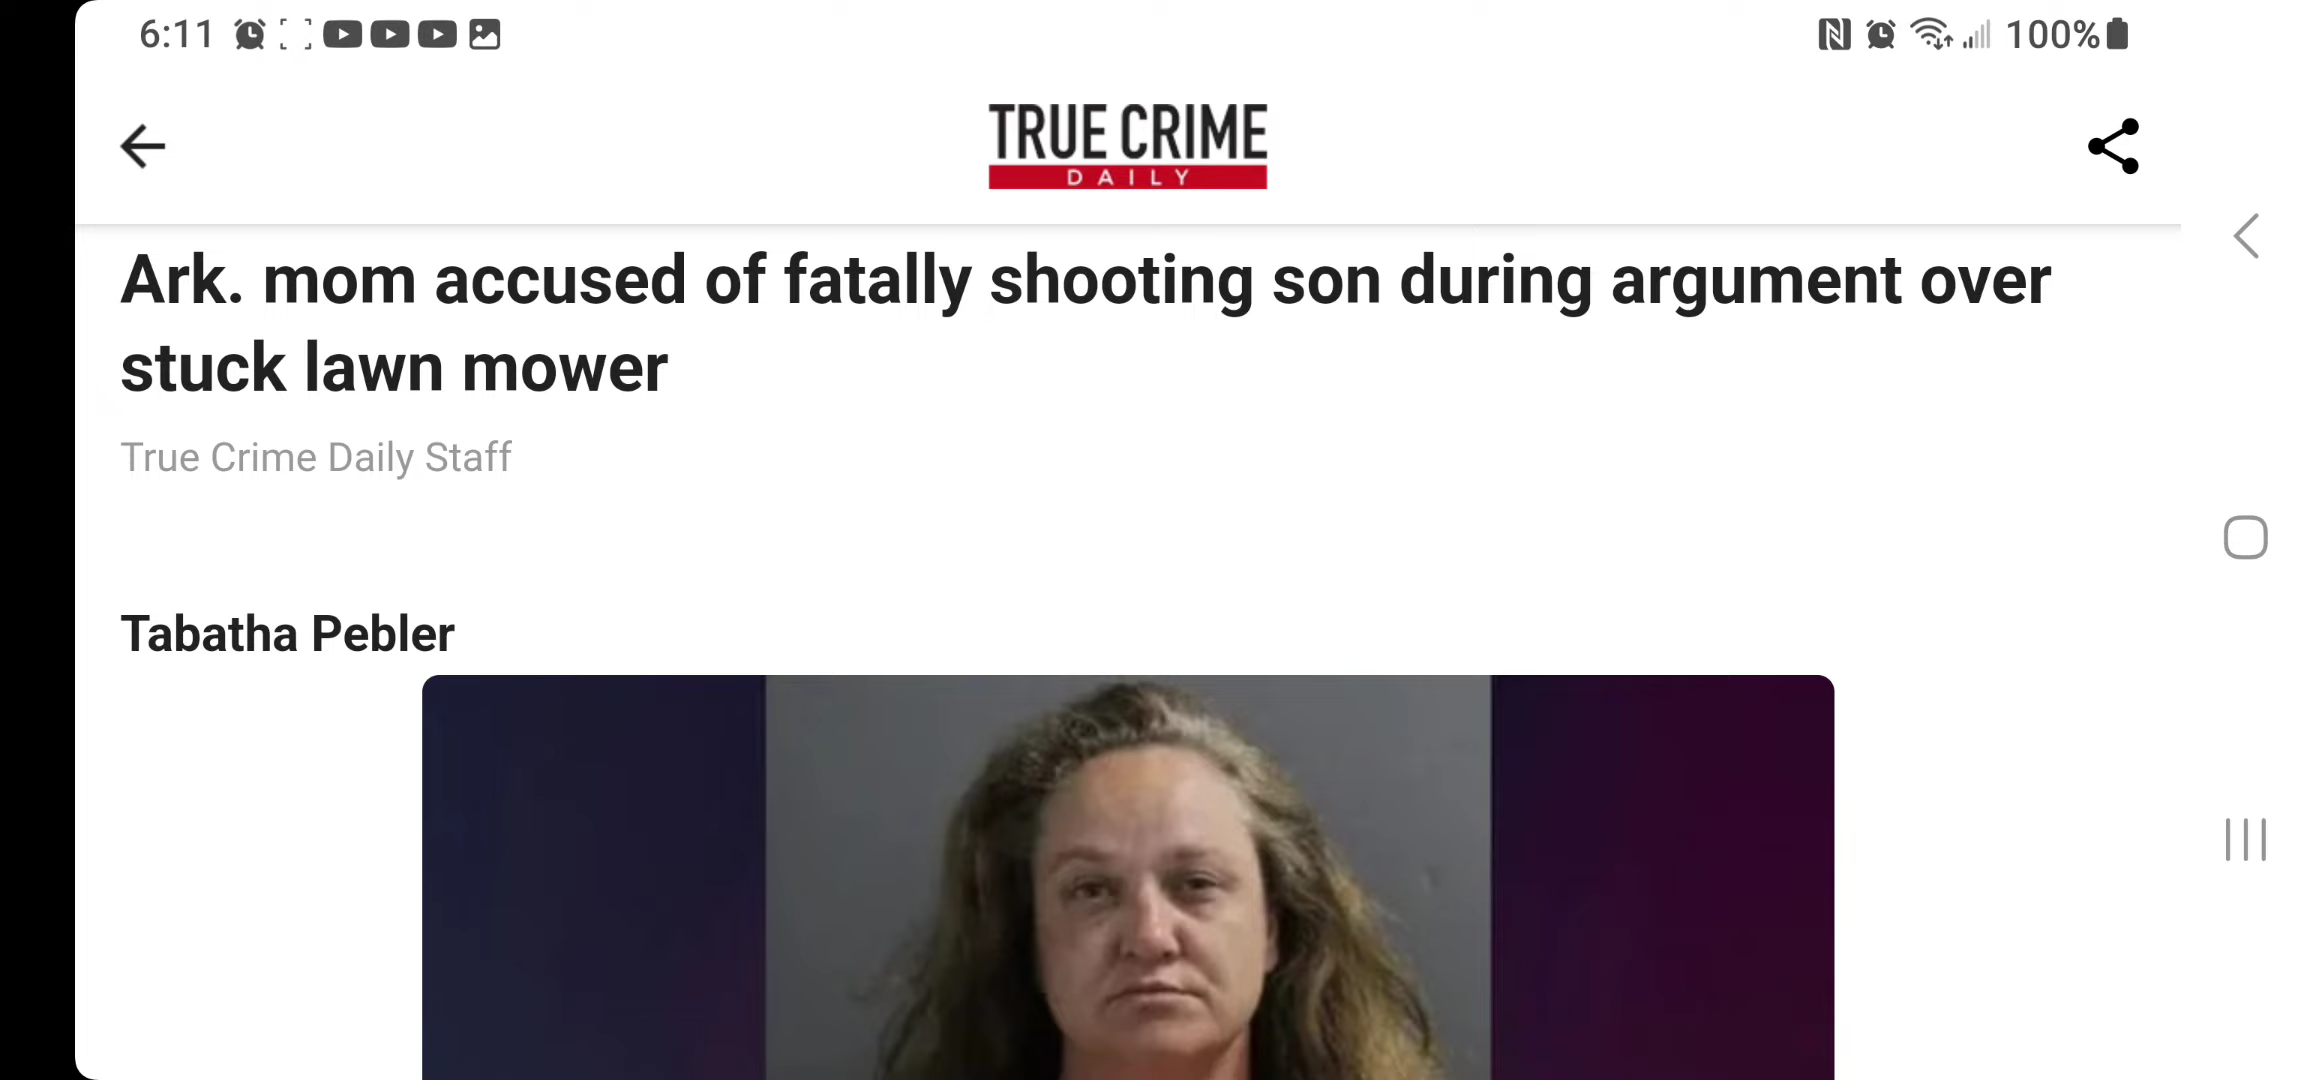 6:11
100%
TRUE CRIME
DAILY
Ark. mom accused of fatally shooting son during argument over
stuck lawn mower
True Crime Daily Staff
Tabatha Pebler